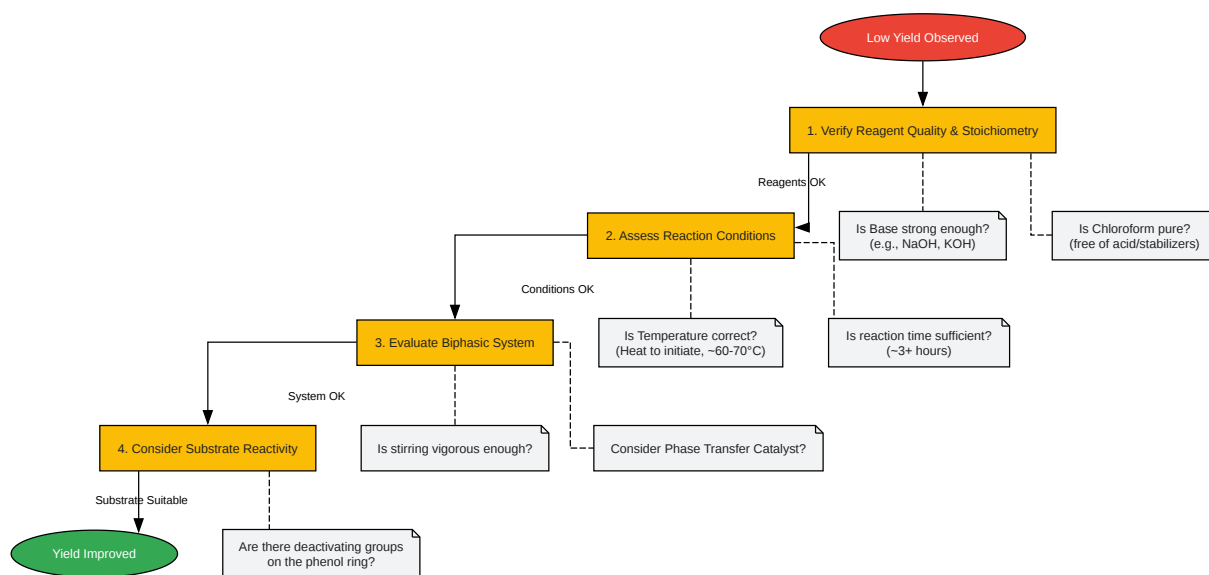 Low Yield Observed
1. Verify Reagent Quality & Stoichiometry
Reagents OK
Is Base strong enough?
(e.g., NaOH, KOH)
Is Chloroform pure?
(free of acid/stabilizers)
2. Assess Reaction Conditions
Conditions OK
Is Temperature correct?
(Heat to initiate, ~60-70°C)
Is reaction time sufficient?
(~3+ hours)
3. Evaluate Biphasic System
System OK
Is stirring vigorous enough?
Consider Phase Transfer Catalyst?
4. Consider Substrate Reactivity
Substrate Suitable
Are there deactivating groups
on the phenol ring?
Yield Improved